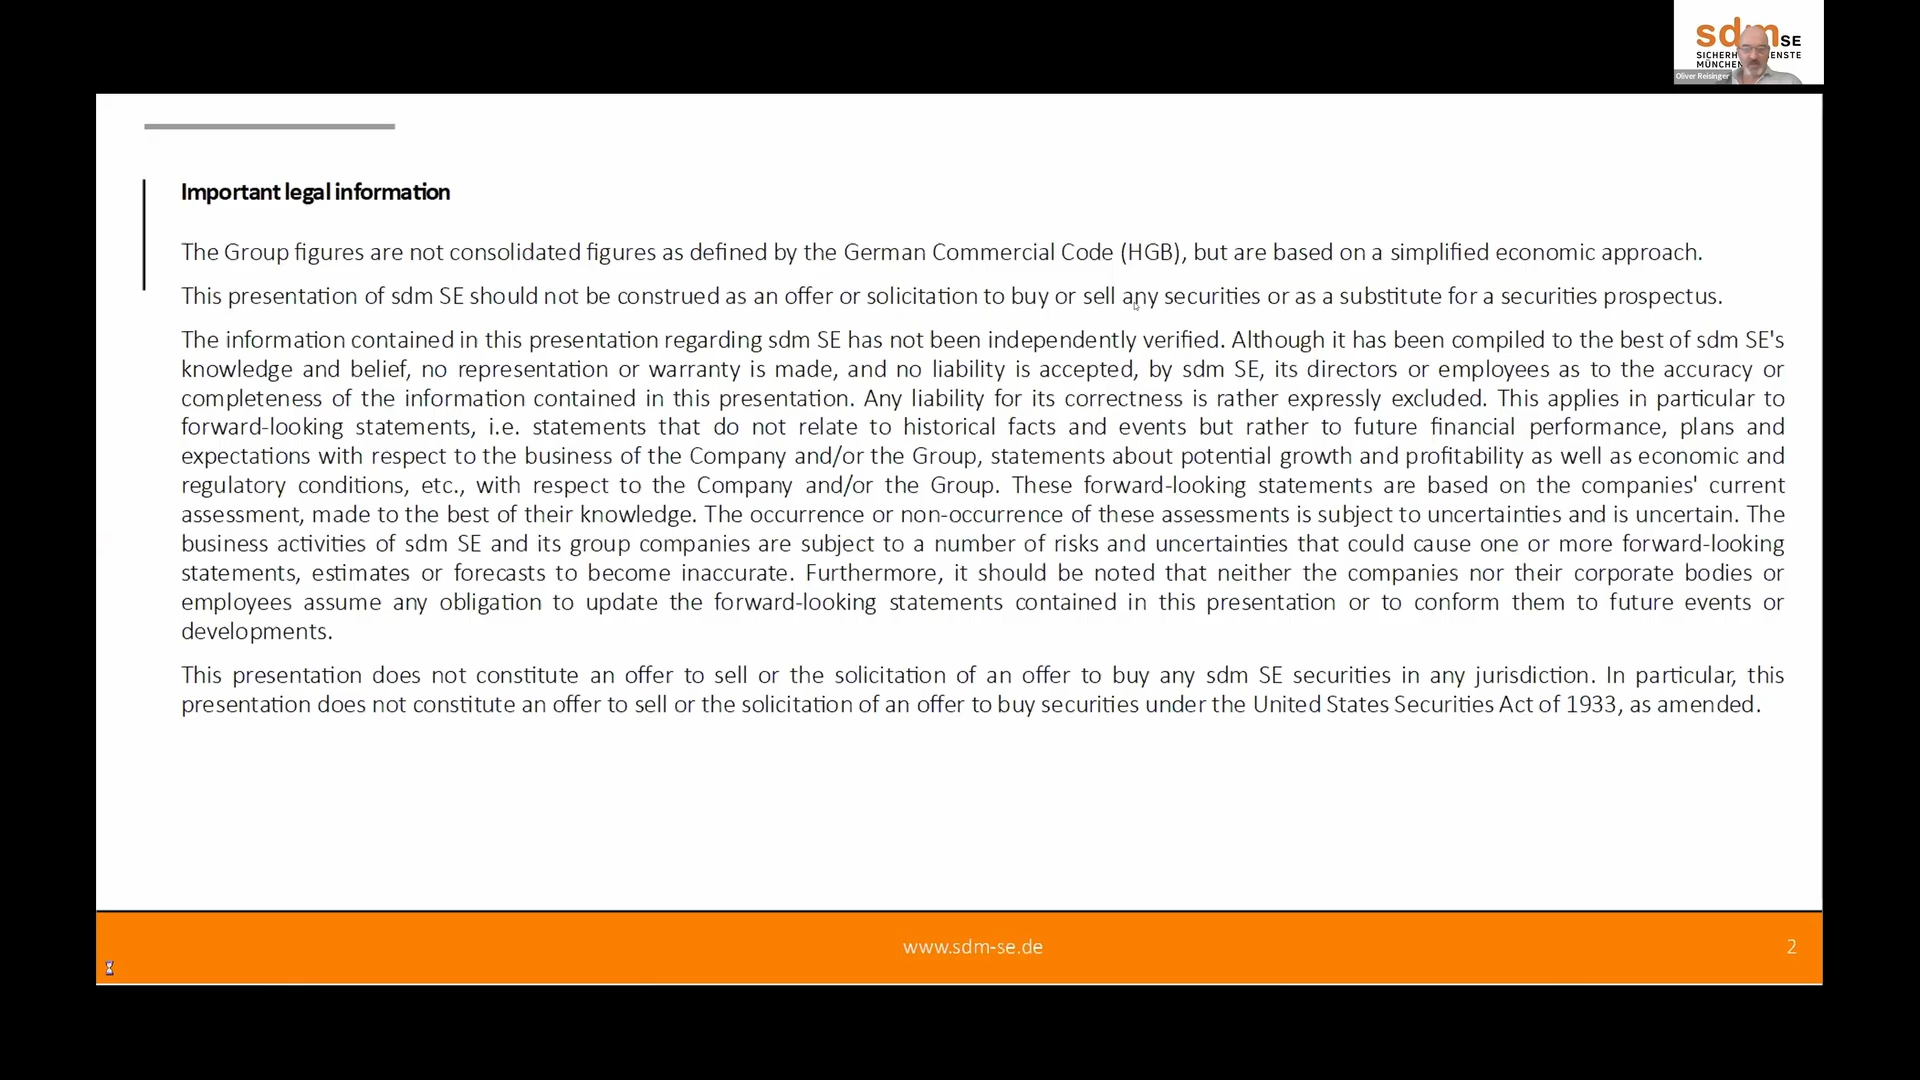 sdm SE
SICHERH ENSTE
MÜNCHEN
Oliver Reisinger
Important legal information
The Group figures are not consolidated figures as defined by the German Commercial Code (HGB), but are based on a simplified economic approach.
This presentation of sdm SE should not be construed as an offer or solicitation to buy or sell any securities or as a substitute for a securities prospectus.
The information contained in this presentation regarding sdm SE has not been independently verified. Although it has been compiled to the best of sdm SE's
knowledge and belief, no representation or warranty is made, and no liability is accepted, by sdm SE, its directors or employees as to the accuracy or
completeness of the information contained in this presentation. Any liability for its correctness is rather expressly excluded. This applies in particular to
forward-looking statements, i.e. statements that do not relate to historical facts and events but rather to future financial performance, plans and
expectations with respect to the business of the Company and/or the Group, statements about potential growth and profitability as well as economic and
regulatory conditions, etc., with respect to the Company and/or the Group. These forward-looking statements are based on the companies' current
assessment, made to the best of their knowledge. The occurrence or non-occurrence of these assessments is subject to uncertainties and is uncertain. The
business activities of sdm SE and its group companies are subject to a number of risks and uncertainties that could cause one or more forward-looking
statements, estimates or forecasts to become inaccurate. Furthermore, it should be noted that neither the companies nor their corporate bodies or
employees assume any obligation to update the forward-looking statements contained in this presentation or to conform them to future events or
developments.
This presentation does not constitute an offer to sell or the solicitation of an offer to buy any sdm SE securities in any jurisdiction. In particular, this
presentation does not constitute an offer to sell or the solicitation of an offer to buy securities under the United States Securities Act of 1933, as amended.
www.sdm-se.de
2